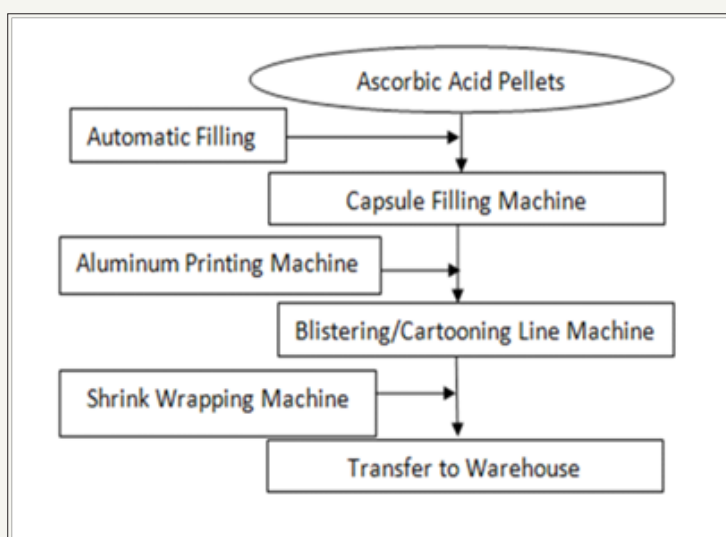 Ascorbic Acid Pellets
Automatic Filling
Capsule Filling Machine
Aluminum Printing Machine
Blistering/Cartooning Line Machine
Shrink Wrapping Machine
Transfer to Warehouse